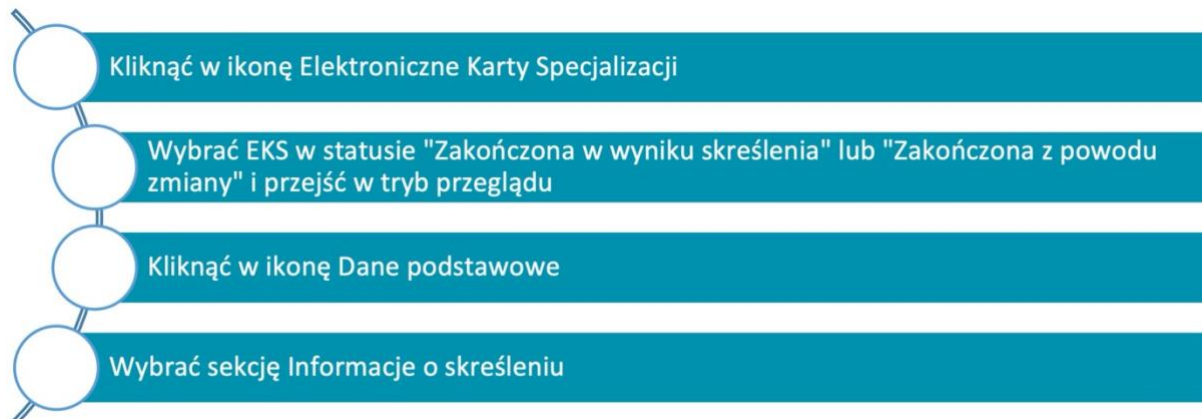 Kliknąć w ikonę Elektroniczne Karty Specjalizacji
Wybrać EKS w statusie "Zakończona w wyniku skreślenia" lub "Zakończona z powodu
zmiany" i przejść w tryb przeglądu
Kliknąć w ikonę Dane podstawowe
Wybrać sekcję Informacje o skreśleniu